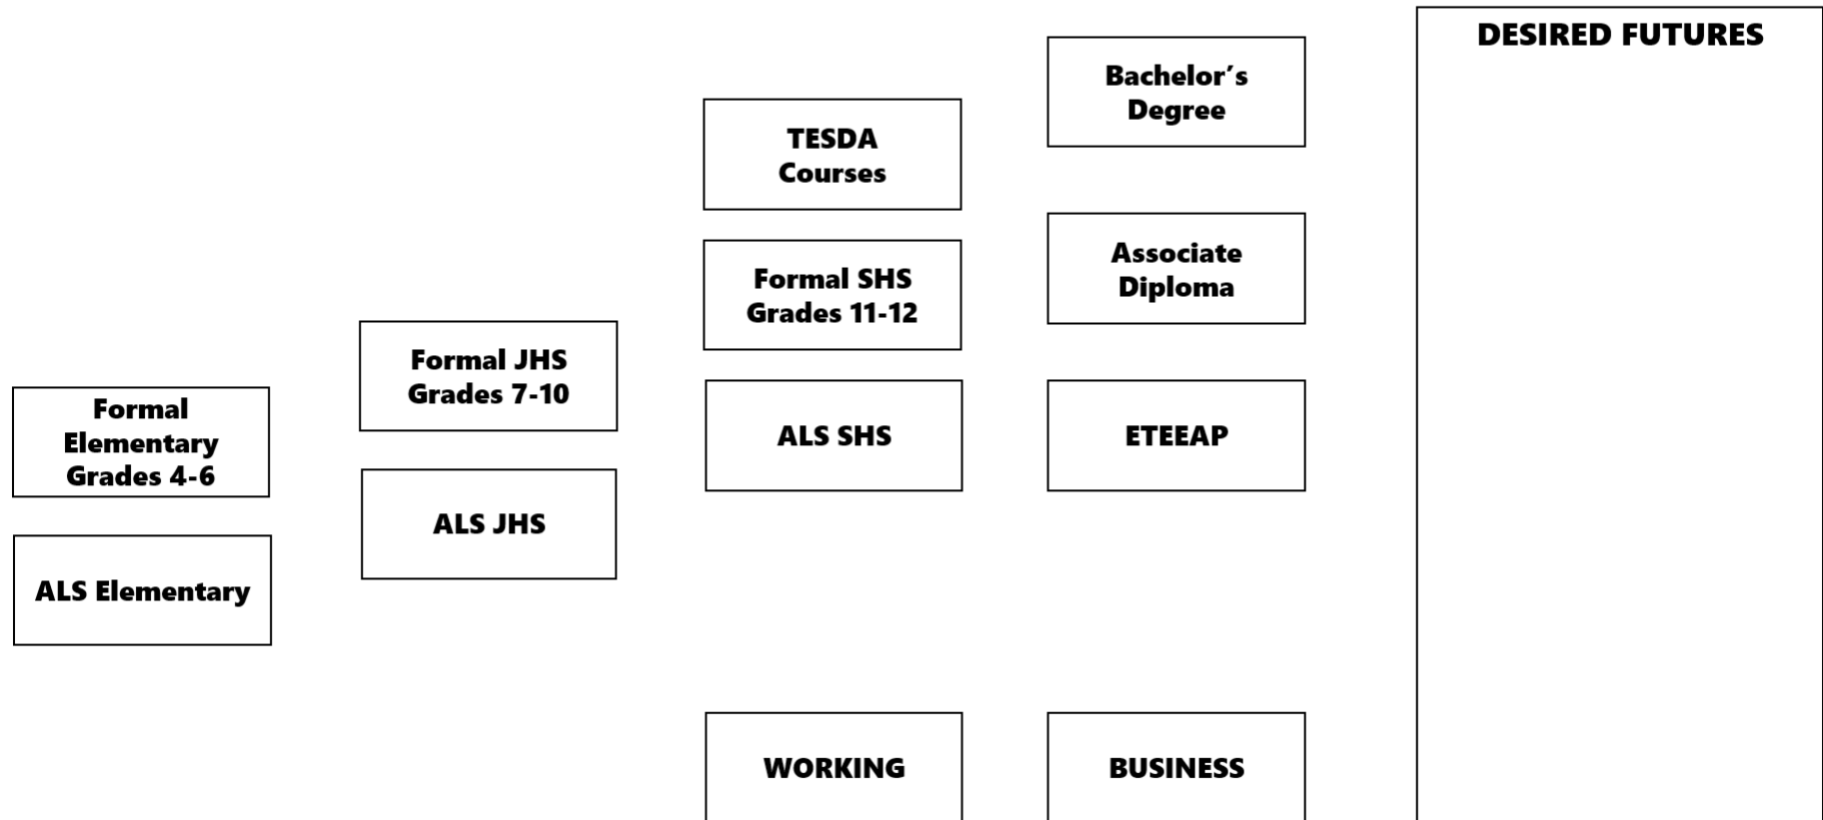 Formal
Elementary
Grades 4-6
ALS Elementary
Formal JHS
Grades 7-10
ALS JHS
TESDA
Courses
Formal SHS
Grades 11-12
ALS SHS
WORKING
Bachelor’s
Degree
Associate
Diploma
ETEEAP
BUSINESS
DESIRED FUTURES